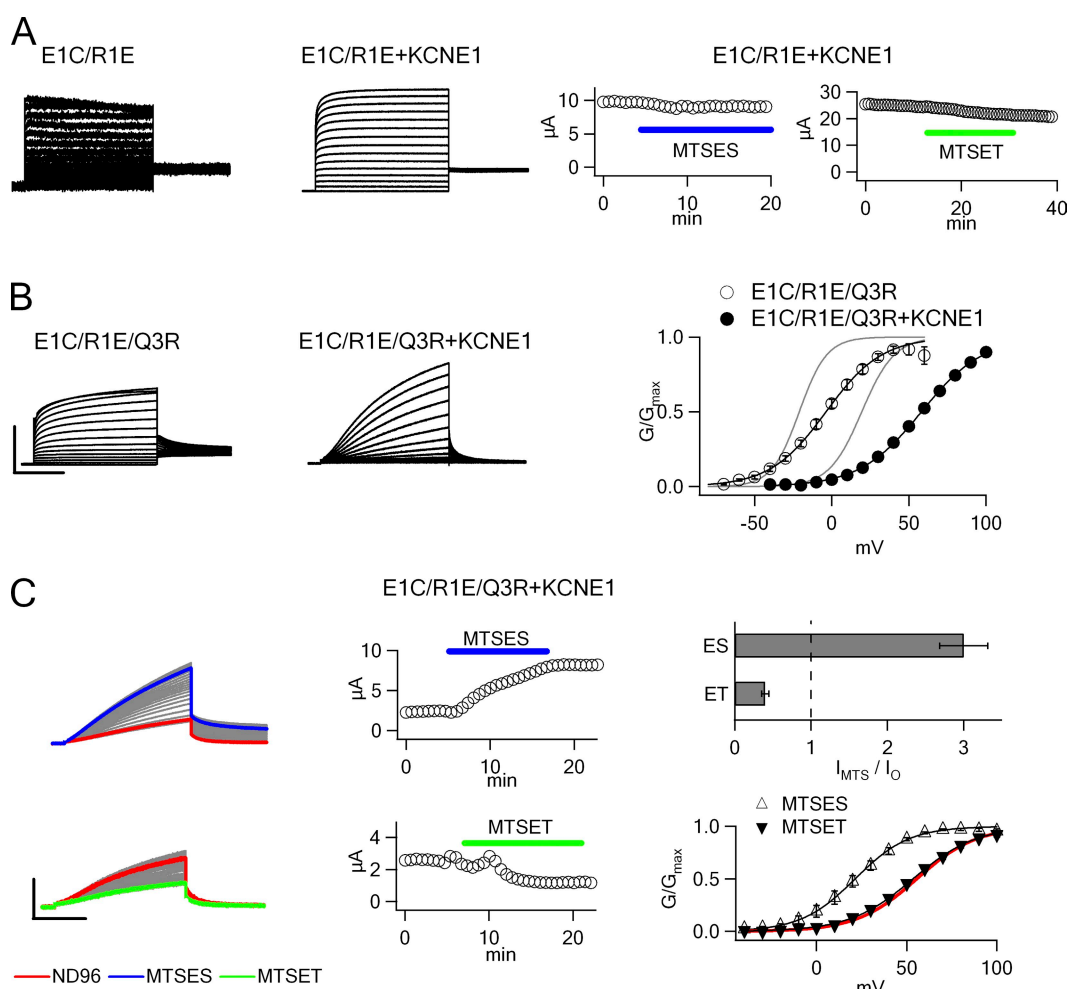 A
E1C/R1E
E1C/R1E+KCNE1
E1C/R1E+KCNE1
µA
10
5
0
MTSES
0
10
20
min
µA
30
20
10
0
MTSET
0
20
40
min
B
E1C/R1E/Q3R
E1C/R1E/Q3R+KCNE1
E1C/R1E/Q3R
E1C/R1E/Q3R+KCNE1
G/Gmax
1.0
0.5
0.0
-50
0
50
100
mV
C
E1C/R1E/Q3R+KCNE1
MTSES
µA
10
5
0
0
10
20
min
ES
ET
0
1
2
3
IMTS / IO
MTSET
µA
4
2
0
0
10
20
min
MTSES
MTSET
G/Gmax
1.0
0.5
0.0
0
50
100
mV
ND96
MTSES
MTSET